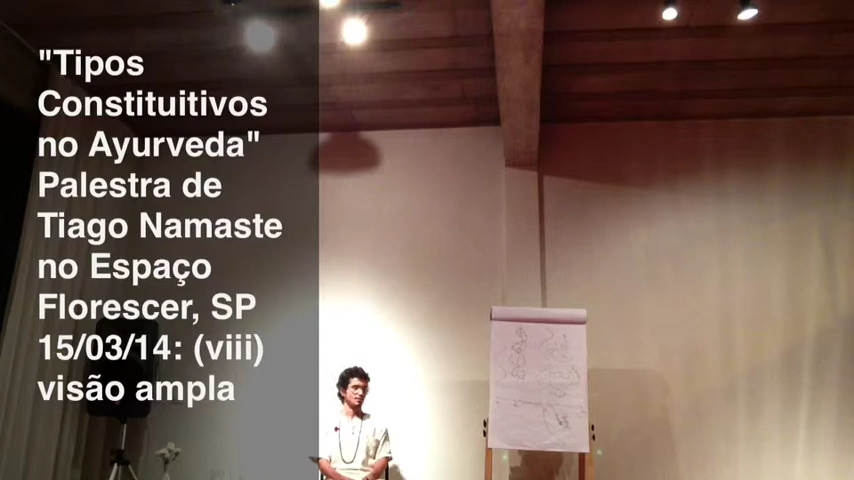 "Tipos
Constituitivos
no Ayurveda"
Palestra de
Tiago Namaste
no Espaço
Florescer, SP
15/03/14: (viii)
visão ampla